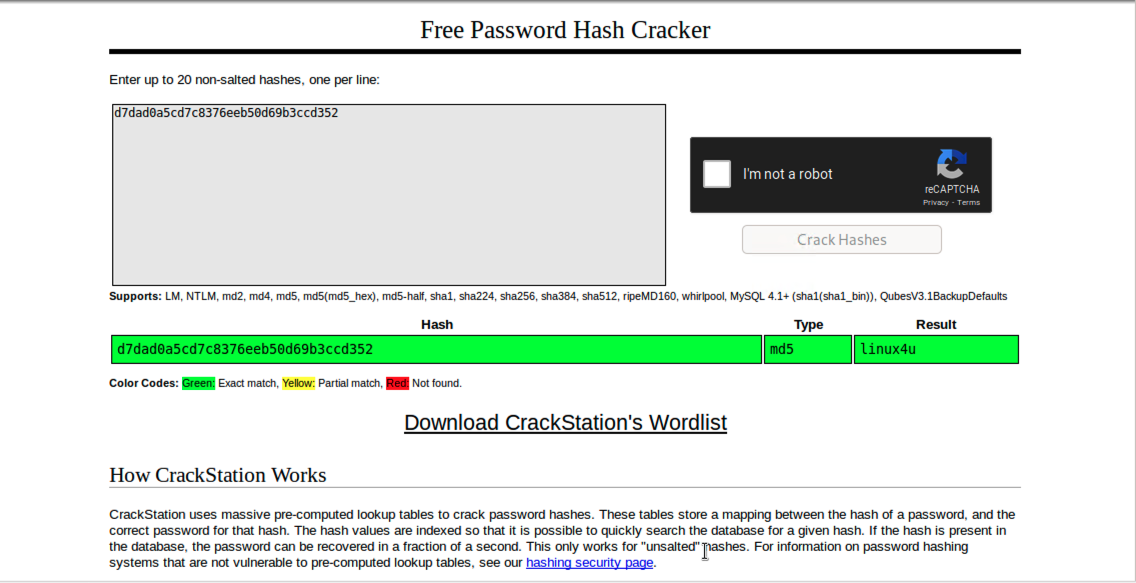 Free Password Hash Cracker
Enter up to 20 non-salted hashes, one per line:
d7dad0a5cd7c8376eeb50d69b3ccd352
I'm not a robot
reCAPTCHA
Privacy - Terms
Crack Hashes
Supports: LM, NTLM, md2, md4, md5, md5(md5_hex), md5-half, sha1, sha224, sha256, sha384, sha512, ripeMD160, whirlpool, MySQL 4.1+ (sha1(sha1_bin)), QubesV3.1BackupDefaults
Hash Type Result
d7dad0a5cd7c8376eeb50d69b3ccd352 md5 linux4u
Color Codes: Green: Exact match, Yellow: Partial match, Red: Not found.
Download CrackStation's Wordlist
How CrackStation Works
CrackStation uses massive pre-computed lookup tables to crack password hashes. These tables store a mapping between the hash of a password, and the
correct password for that hash. The hash values are indexed so that it is possible to quickly search the database for a given hash. If the hash is present in
the database, the password can be recovered in a fraction of a second. This only works for "unsalted" hashes. For information on password hashing
systems that are not vulnerable to pre-computed lookup tables, see our hashing security page.